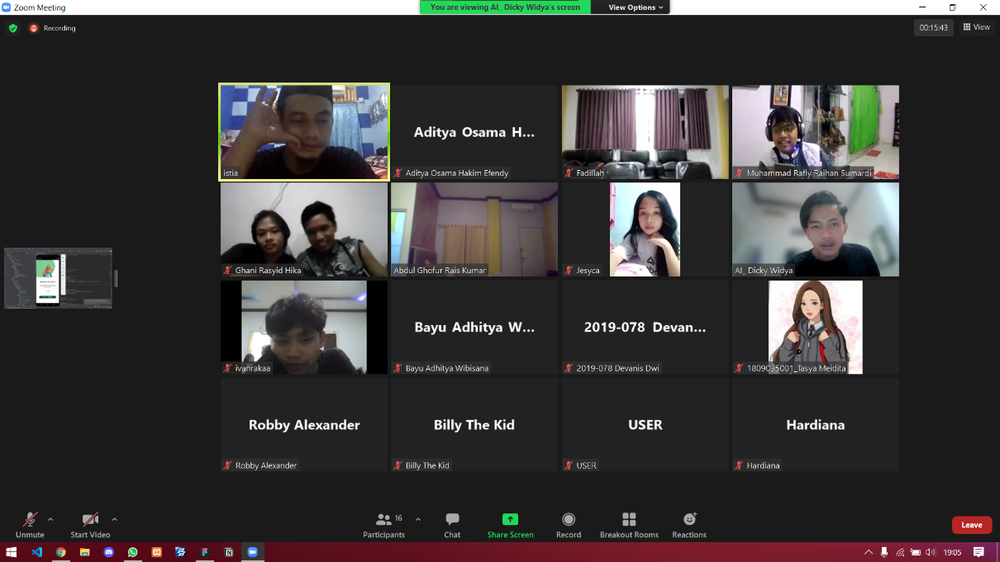 Zoom Meeting
You are viewing AI_ Dicky Widya's screen
View Options
Recording
00:15:43
View
istia
Aditya Osama H...
Aditya Osama Hakim Efendy
Fadillah
Muhammad Rafly Raihan Sumardi
Ghani Rasyid Hika
Abdul Ghofur Rais Kumar
Jesyca
AI_ Dicky Widya
ivanrakaa
Bayu Adhitya W...
Bayu Adhitya Wibisana
2019-078 Devan...
2019-078 Devanis Dwi
1809035001_Tasya Meidita
Robby Alexander
Robby Alexander
Billy The Kid
Billy The Kid
USER
USER
Hardiana
Hardiana
Unmute
Start Video
16
Participants
Chat
Share Screen
Record
Breakout Rooms
Reactions
Leave
19:05